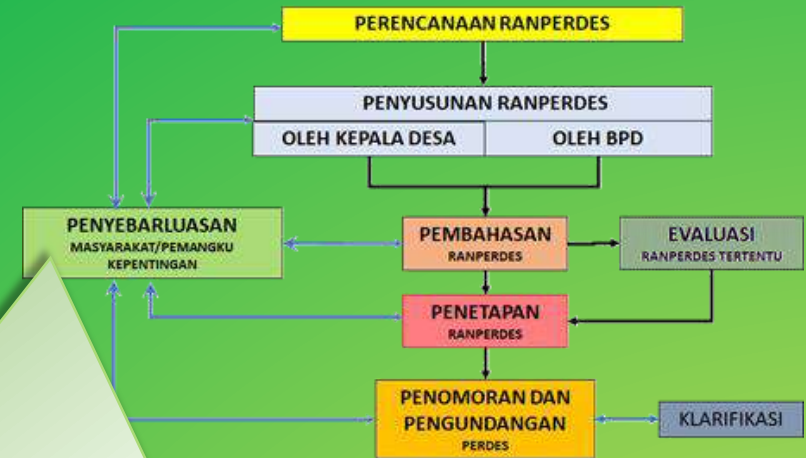 PERENCANAAN RANPERDES
PENYUSUNAN RANPERDES
OLEH KEPALA DESA
OLEH BPD
PENYEBARLUASAN
MASYARAKAT/PEMANGKU
KEPENTINGAN
PEMBAHASAN
RANPERDES
EVALUASI
RANPERDES TERTENTU
PENETAPAN
RANPERDES
PENOMORAN DAN
PENGUNDANGAN
PERDES
KLARIFIKASI